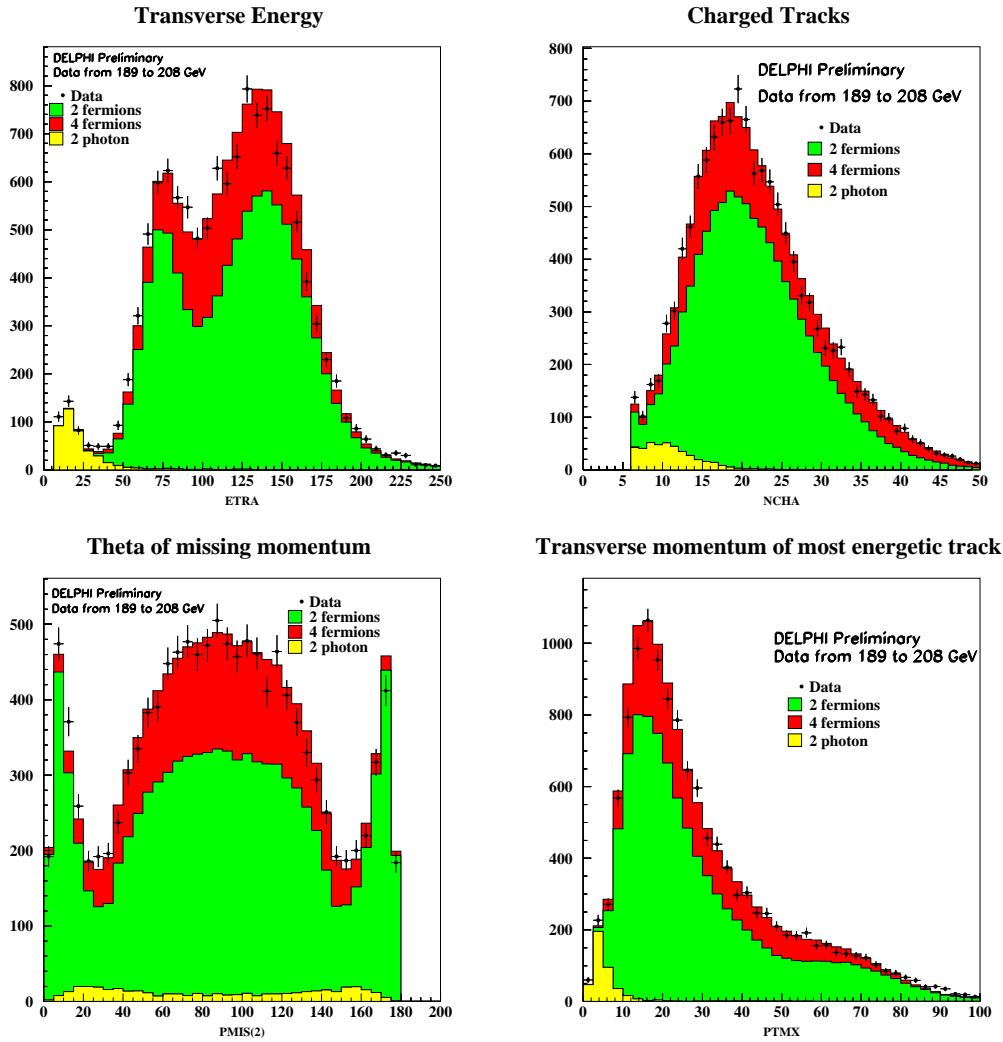 Transverse Energy
DELPHI Preliminary
Data from 189 to 208 GeV
Data
2 fermions
4 fermions
2 photon
800
700
600
500
400
300
200
100
0
0 25 50 75 100 125 150 175 200 225 250
ETRA
Charged Tracks
DELPHI Preliminary
Data from 189 to 208 GeV
Data
2 fermions
4 fermions
2 photon
800
700
600
500
400
300
200
100
0
0 5 10 15 20 25 30 35 40 45 50
NCHA
Theta of missing momentum
DELPHI Preliminary
Data from 189 to 208 GeV
Data
2 fermions
4 fermions
2 photon
500
400
300
200
100
0
0 20 40 60 80 100 120 140 160 180 200
PMIS(2)
Transverse momentum of most energetic track
DELPHI Preliminary
Data from 189 to 208 GeV
Data
2 fermions
4 fermions
2 photon
1000
800
600
400
200
0
0 10 20 30 40 50 60 70 80 90 100
PTMX